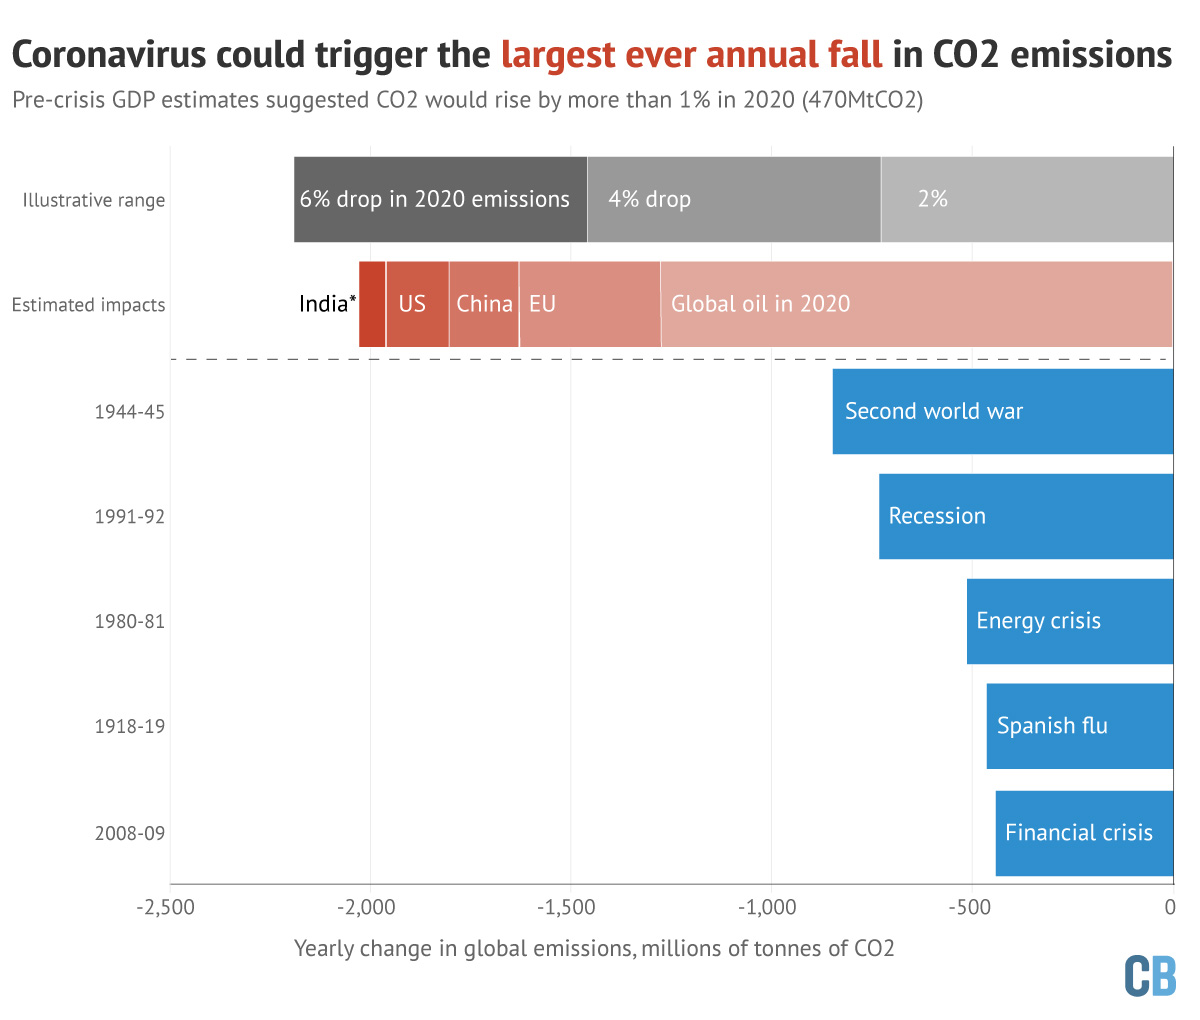 Coronavirus could trigger the largest ever annual fall in CO2 emissions
Pre-crisis GDP estimates suggested CO2 would rise by more than 1% in 2020 (470MtCO2)
Illustrative range
6% drop in 2020 emissions
4% drop
2%
Estimated impacts
India*
US
China
EU
Global oil in 2020
1944-45
Second world war
1991-92
Recession
1980-81
Energy crisis
1918-19
Spanish flu
2008-09
Financial crisis
-2,500
-2,000
-1,500
-1,000
-500
0
Yearly change in global emissions, millions of tonnes of CO2
CB